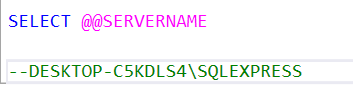 SELECT @@SERVERNAME
--DESKTOP-C5KDLS4\SQLEXPRESS